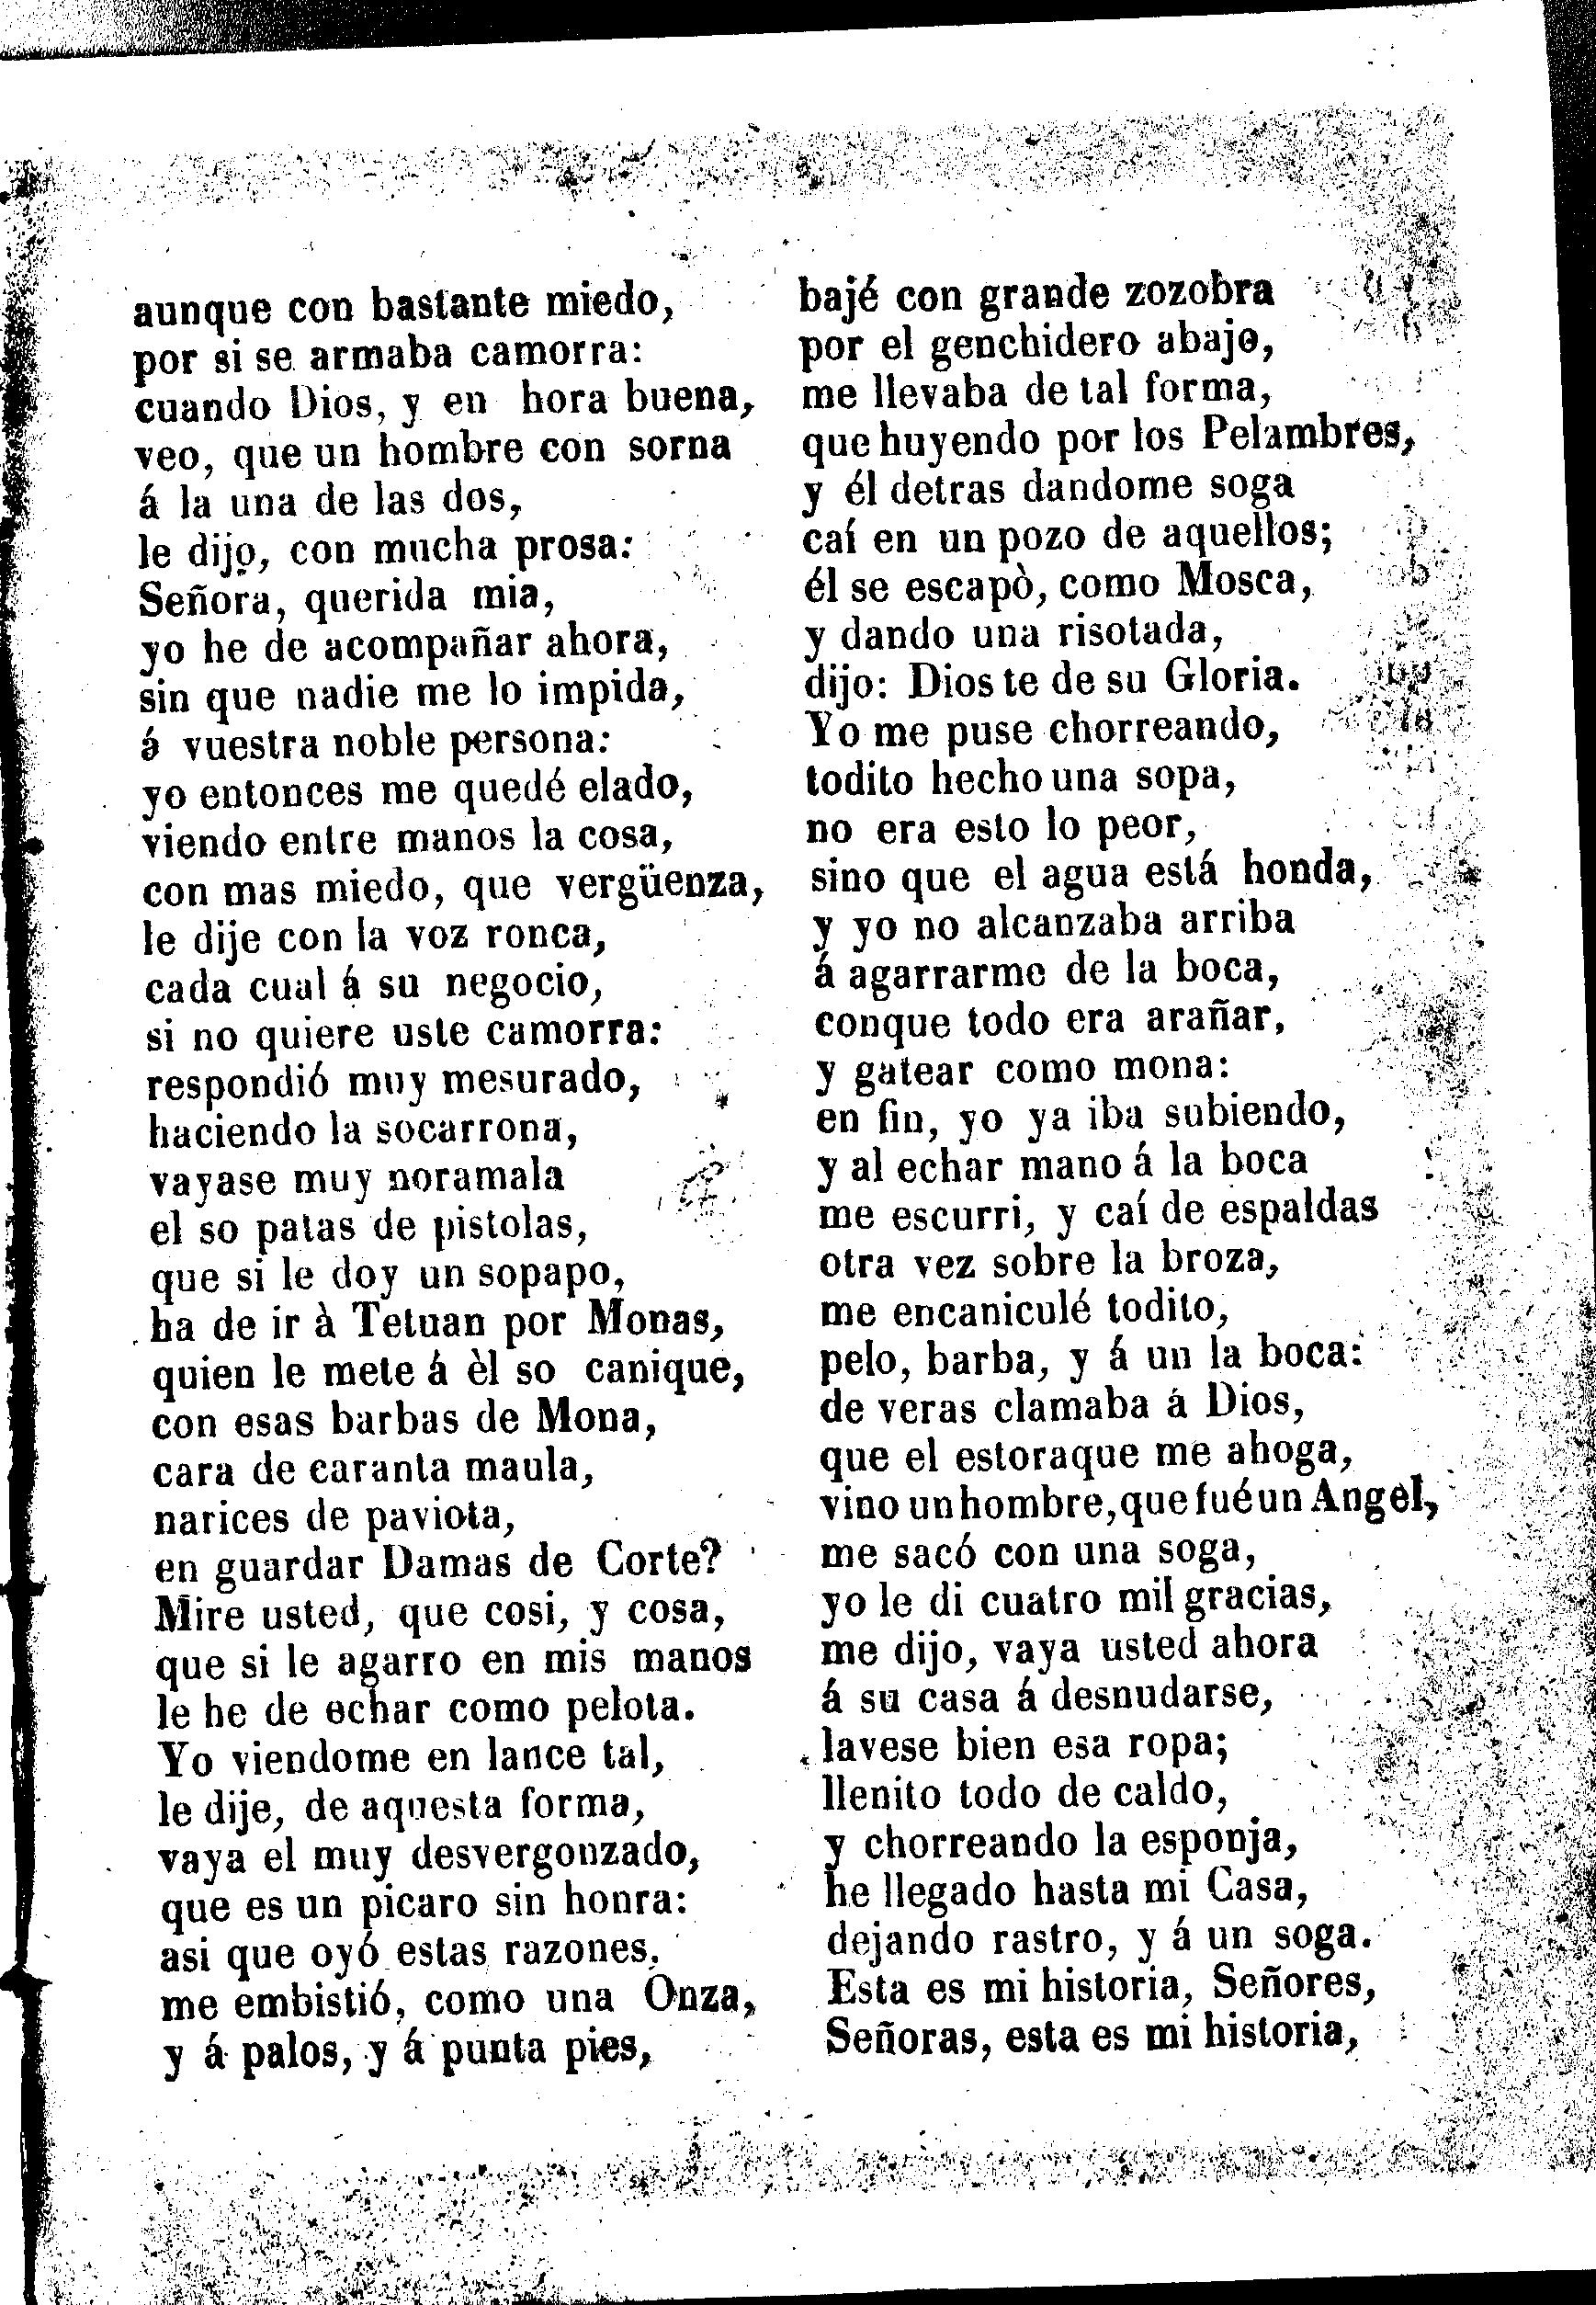 aunque con bastante miedo,
por si se armaba camorra:
cuando Dios, y en hora buena,
veo, que un hombre con sorna
á la una de las dos,
le dijo, con mucha prosa:
Señora, querida mia,
yo he de acompañar ahora,
sin que nadie me lo impida,
á vuestra noble persona:
yo entonces me quedé elado,
viendo entre manos la cosa,
con mas miedo, que vergüenza,
le dije con la voz ronca,
cada cual á su negocio,
si no quiere uste camorra:
respondió muy mesurado,
haciendo la socarrona,
vayase muy noramala
el so patas de pistolas,
que si le doy un sopapo,
ha de ir à Tetuan por Monas,
quien le mete á èl so canique,
con esas barbas de Mona,
cara de caranta maula,
narices de paviota,
en guardar Damas de Corte?
Mire usted, que cosi, y cosa,
que si le agarro en mis manos
le he de echar como pelota.
Yo viendome en lance tal,
le dije, de aquesta forma,
vaya el muy desvergonzado,
que es un picaro sin honra:
asi que oyó estas razones,
me embistió, como una Onza,
y á palos, y á punta pies,
bajé con grande zozobra
por el genchidero abajo,
me llevaba de tal forma,
que huyendo por los Pelambres,
y él detras dandome soga
caí en un pozo de aquellos;
él se escapò, como Mosca,
y dando una risotada,
dijo: Dios te de su Gloria.
Yo me puse chorreando,
todito hecho una sopa,
no era esto lo peor,
sino que el agua está honda,
y yo no alcanzaba arriba
á agarrarme de la boca,
conque todo era arañar,
y gatear como mona:
en fin, yo ya iba subiendo,
y al echar mano á la boca
me escurri, y caí de espaldas
otra vez sobre la broza,
me encaniculé todito,
pelo, barba, y á un la boca:
de veras clamaba á Dios,
que el estoraque me ahoga,
vino un hombre, que fué un Angel,
me sacó con una soga,
yo le di cuatro mil gracias,
me dijo, vaya usted ahora
á su casa á desnudarse,
lavese bien esa ropa;
llenito todo de caldo,
y chorreando la esponja,
he llegado hasta mi Casa,
dejando rastro, y á un soga.
Esta es mi historia, Señores,
Señoras, esta es mi historia,